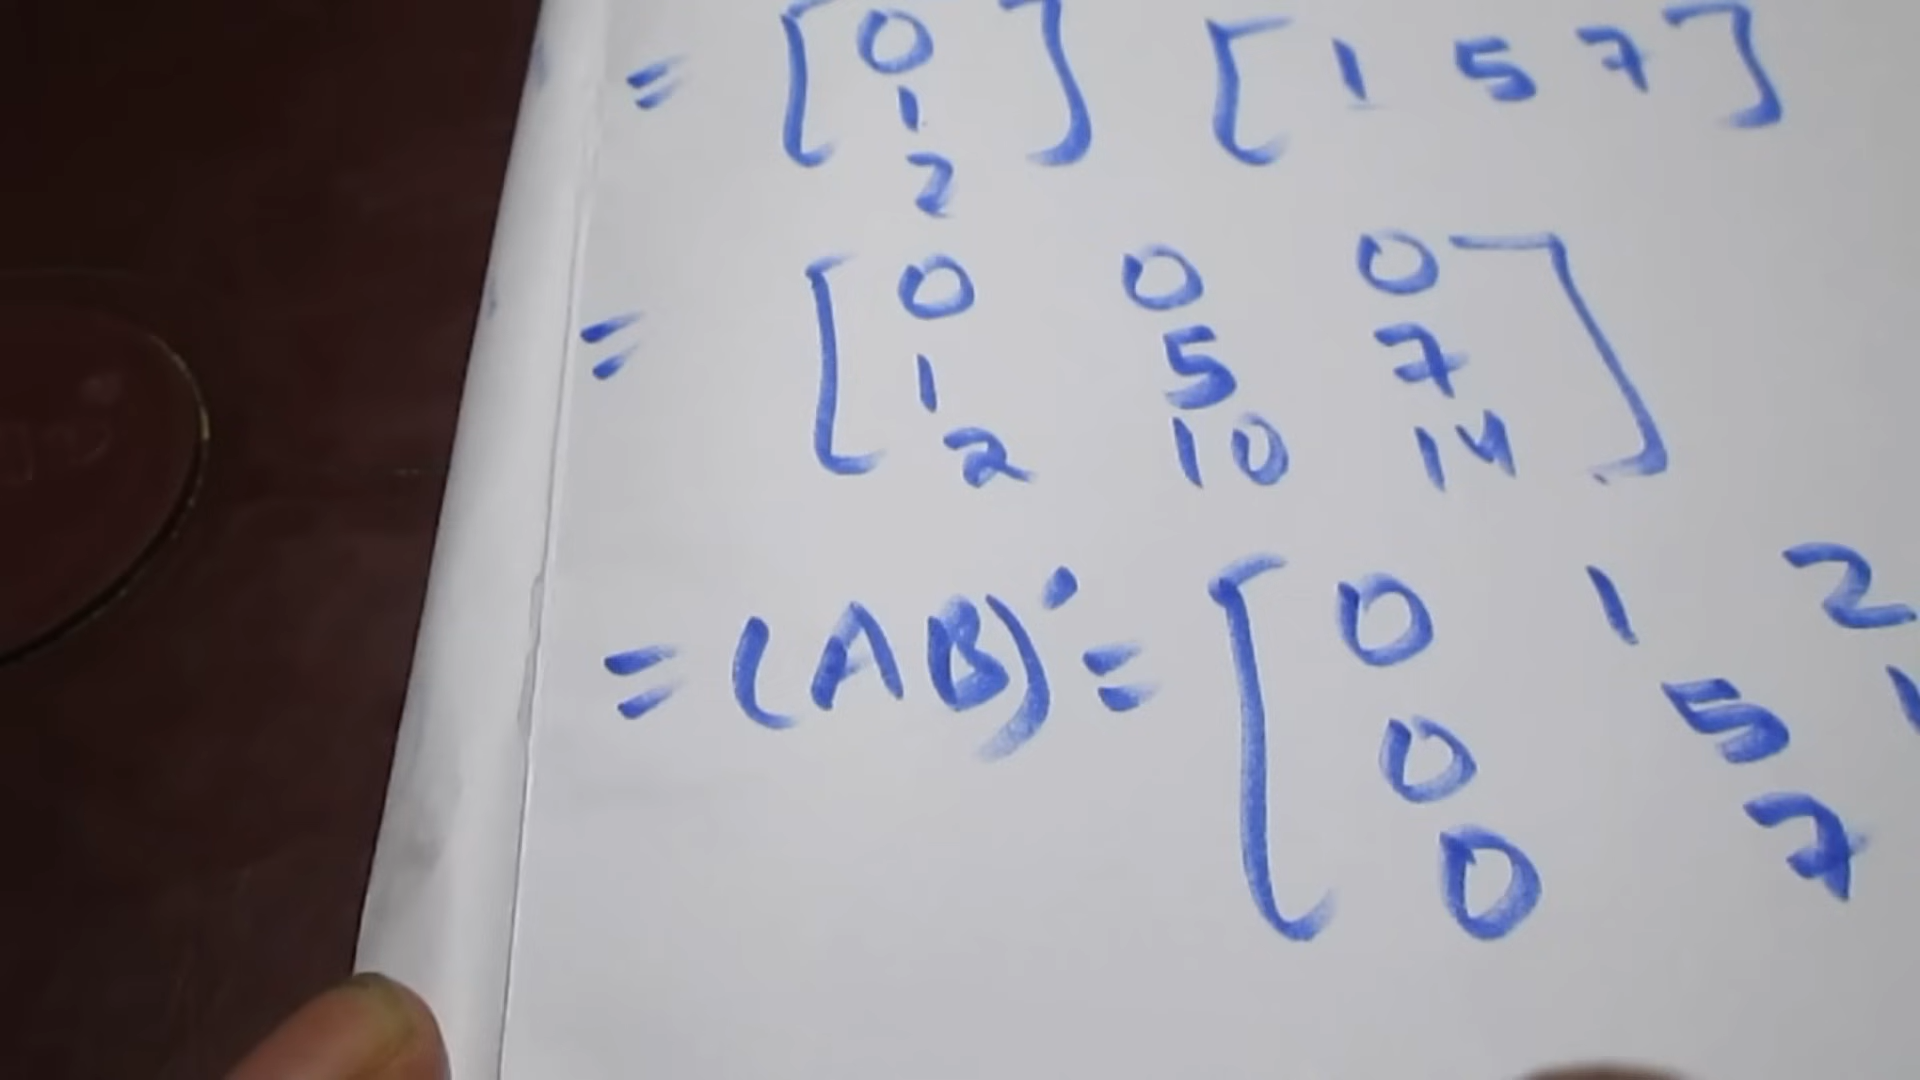 = [0 1 2] [1 5 7]
= [0 0 0
1 5 7
2 10 14]
= (AB)' = [0 1 2
0 5 1
0 7